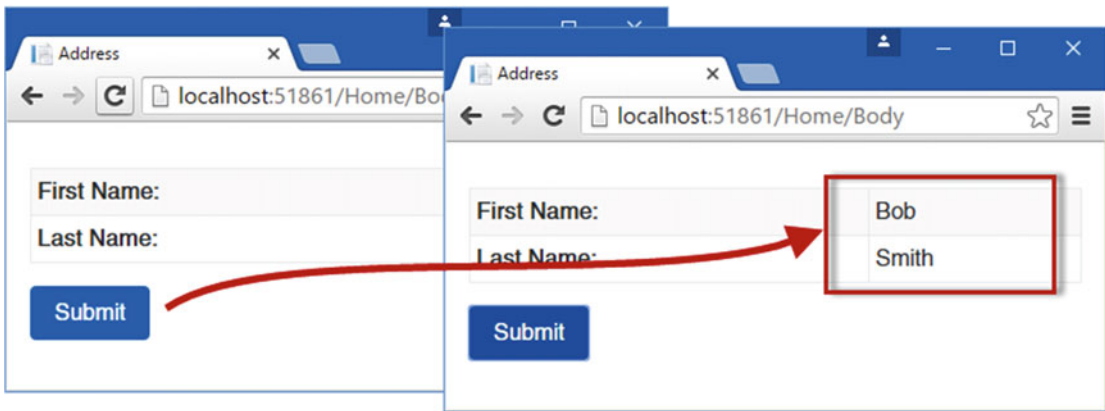 Address
localhost:51861/Home/Bo
First Name:
Last Name:
Submit
Address
localhost:51861/Home/Body
First Name: Bob
Last Name: Smith
Submit